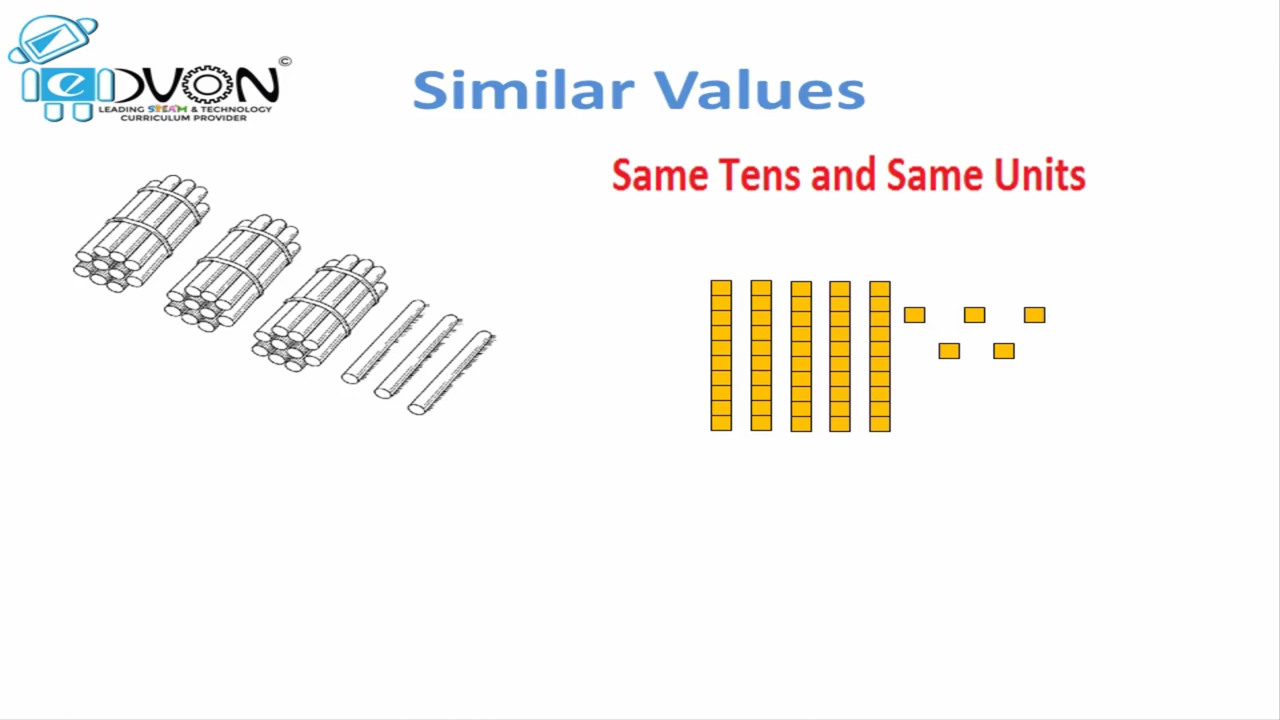 eDVON©
LEADING STEAM & TECHNOLOGY
CURRICULUM PROVIDER
Similar Values
Same Tens and Same Units